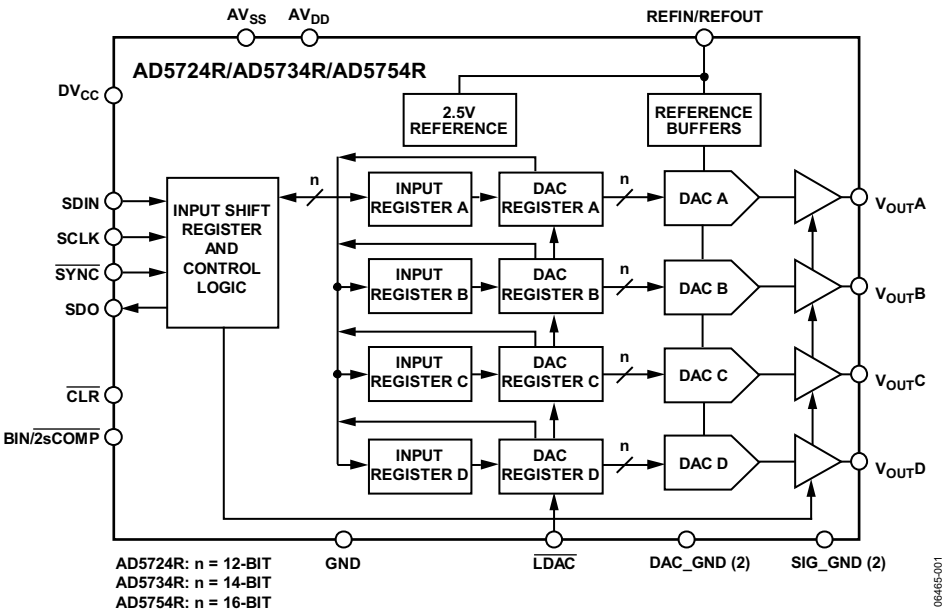 AVSS AVDD REFIN/REFOUT
AD5724R/AD5734R/AD5754R
DVCC
2.5V
REFERENCE
REFERENCE
BUFFERS
SDIN
SCLK
SYNC
SDO
CLR
BIN/2sCOMP
INPUT SHIFT
REGISTER
AND
CONTROL
LOGIC
n
INPUT
REGISTER A
DAC
REGISTER A
n
DAC A
VOUTA
INPUT
REGISTER B
DAC
REGISTER B
n
DAC B
VOUTB
INPUT
REGISTER C
DAC
REGISTER C
n
DAC C
VOUTC
INPUT
REGISTER D
DAC
REGISTER D
n
DAC D
VOUTD
AD5724R: n = 12-BIT
AD5734R: n = 14-BIT
AD5754R: n = 16-BIT
GND
LDAC
DAC_GND (2)
SIG_GND (2)
06465-001